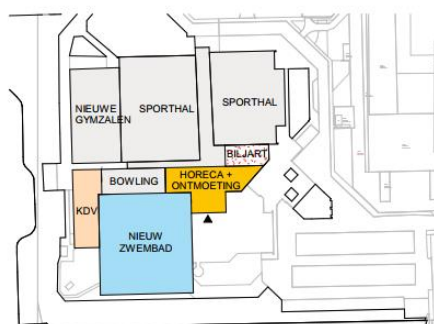 NIEUWE
GYMZALEN
SPORTHAL
SPORTHAL
BILJART
KDV
BOWLING
HORECA +
ONTMOETING
NIEUW
ZWEMBAD